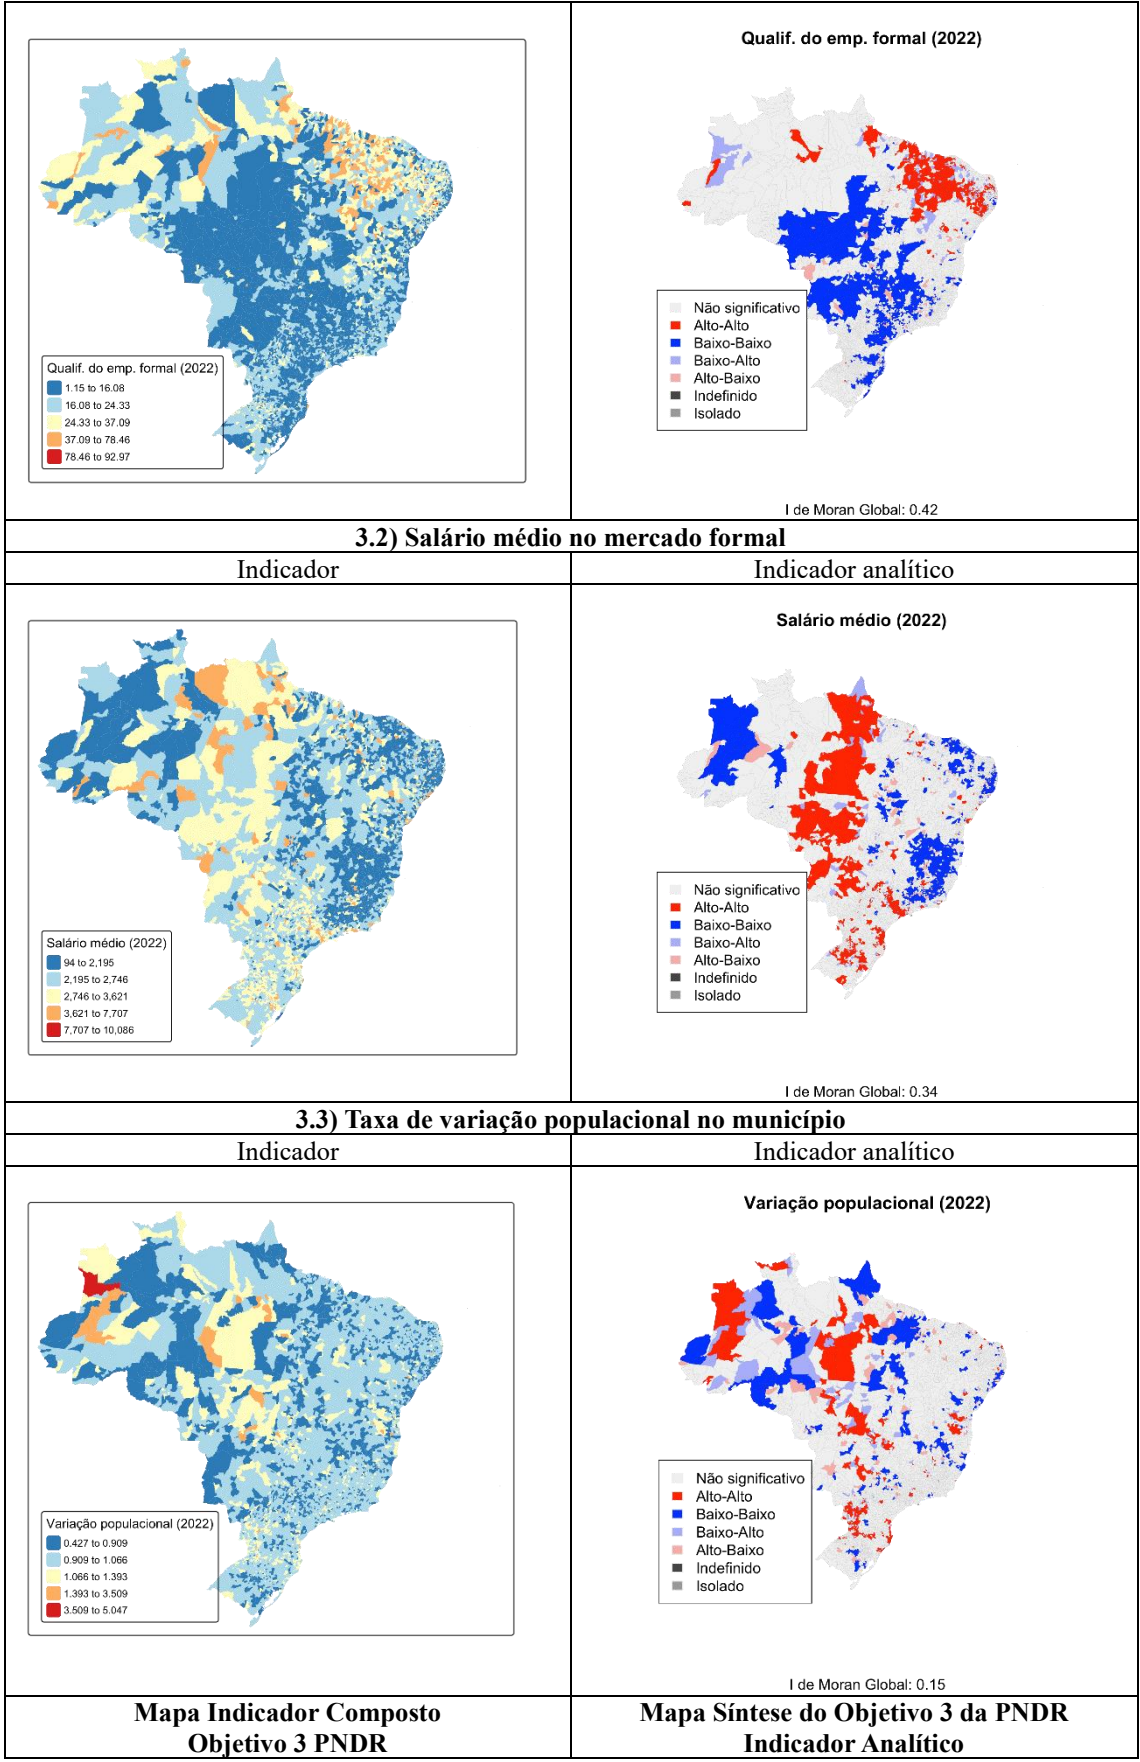 Qualif. do emp. formal (2022)
1.15 to 16.08
16.08 to 24.33
24.33 to 37.09
37.09 to 78.46
78.46 to 92.97
Qualif. do emp. formal (2022)
Não significativo
Alto-Alto
Baixo-Baixo
Baixo-Alto
Alto-Baixo
Indefinido
Isolado
I de Moran Global: 0.42
3.2) Salário médio no mercado formal
Indicador
Indicador analítico
Salário médio (2022)
94 to 2,195
2,195 to 2,746
2,746 to 3,621
3,621 to 7,707
7,707 to 10,086
Salário médio (2022)
Não significativo
Alto-Alto
Baixo-Baixo
Baixo-Alto
Alto-Baixo
Indefinido
Isolado
I de Moran Global: 0.34
3.3) Taxa de variação populacional no município
Indicador
Indicador analítico
Variação populacional (2022)
0.427 to 0.909
0.909 to 1.066
1.066 to 1.393
1.393 to 3.509
3.509 to 5.047
Variação populacional (2022)
Não significativo
Alto-Alto
Baixo-Baixo
Baixo-Alto
Alto-Baixo
Indefinido
Isolado
I de Moran Global: 0.15
Mapa Indicador Composto
Objetivo 3 PNDR
Mapa Síntese do Objetivo 3 da PNDR
Indicador Analítico